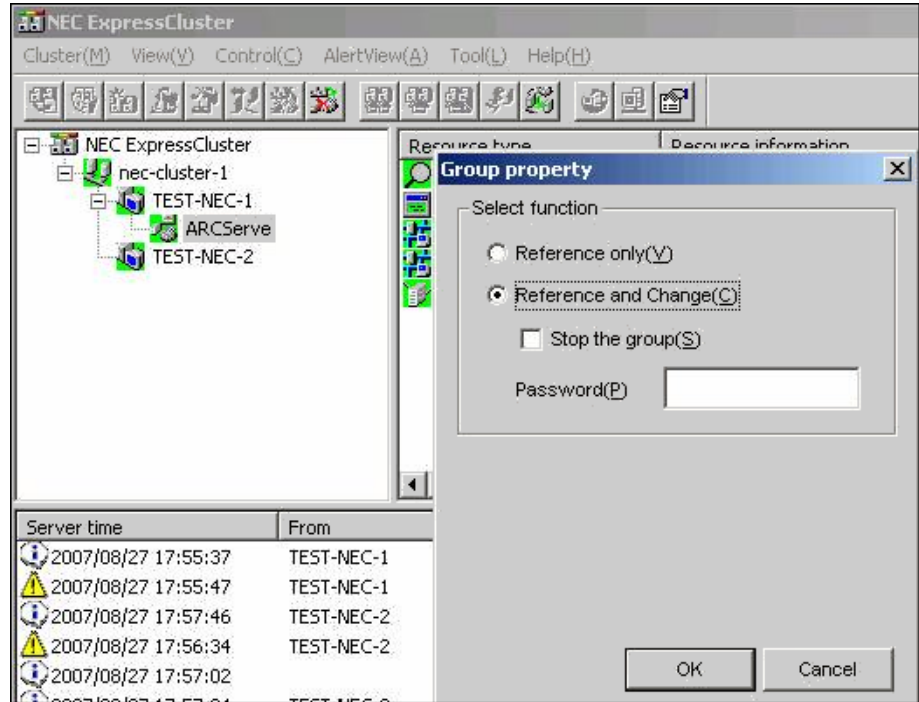 NEC ExpressCluster
Cluster(M) View(V) Control(C) AlertView(A) Tool(L) Help(H)
NEC ExpressCluster
nec-cluster-1
TEST-NEC-1
ARCServe
TEST-NEC-2
Resource type Resource information
Group property
Select function
Reference only(V)
Reference and Change(C)
Stop the group(S)
Password(P)
OK Cancel
Server time From
2007/08/27 17:55:37 TEST-NEC-1
2007/08/27 17:55:47 TEST-NEC-1
2007/08/27 17:57:46 TEST-NEC-2
2007/08/27 17:56:34 TEST-NEC-2
2007/08/27 17:57:02